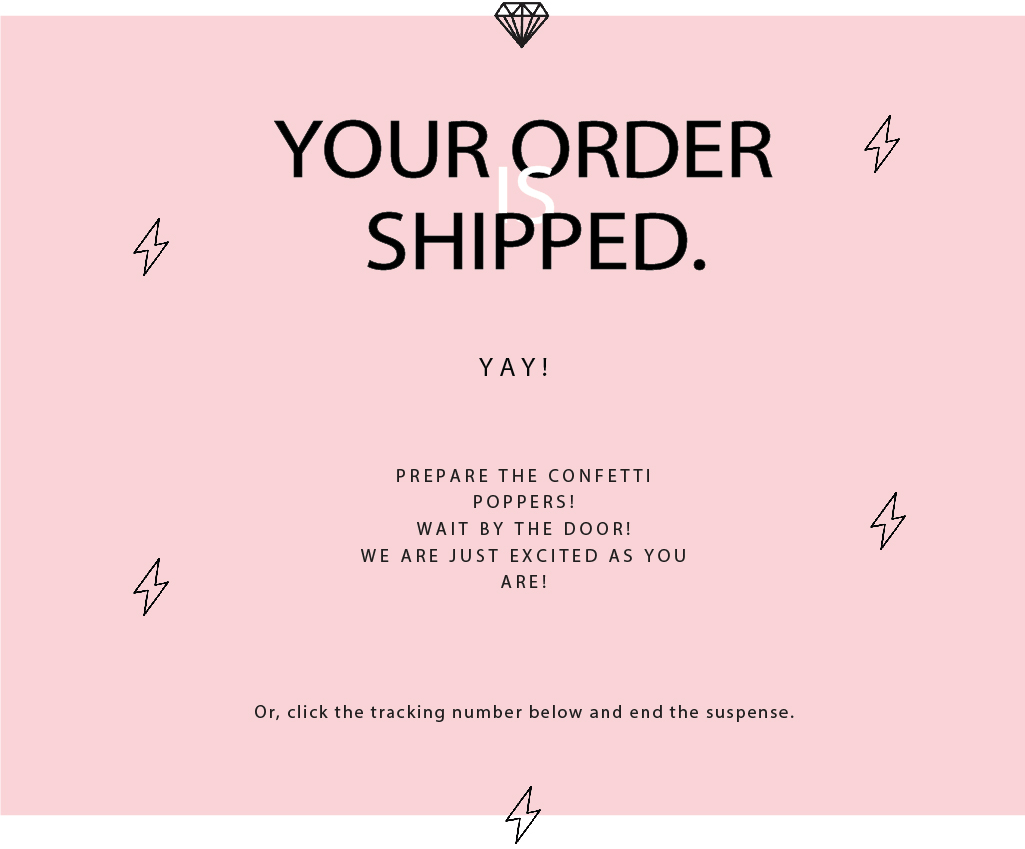 YOUR ORDER
IS
SHIPPED.
YAY!
PREPARE THE CONFETTI
POPPERS!
WAIT BY THE DOOR!
WE ARE JUST EXCITED AS YOU
ARE!
Or, click the tracking number below and end the suspense.